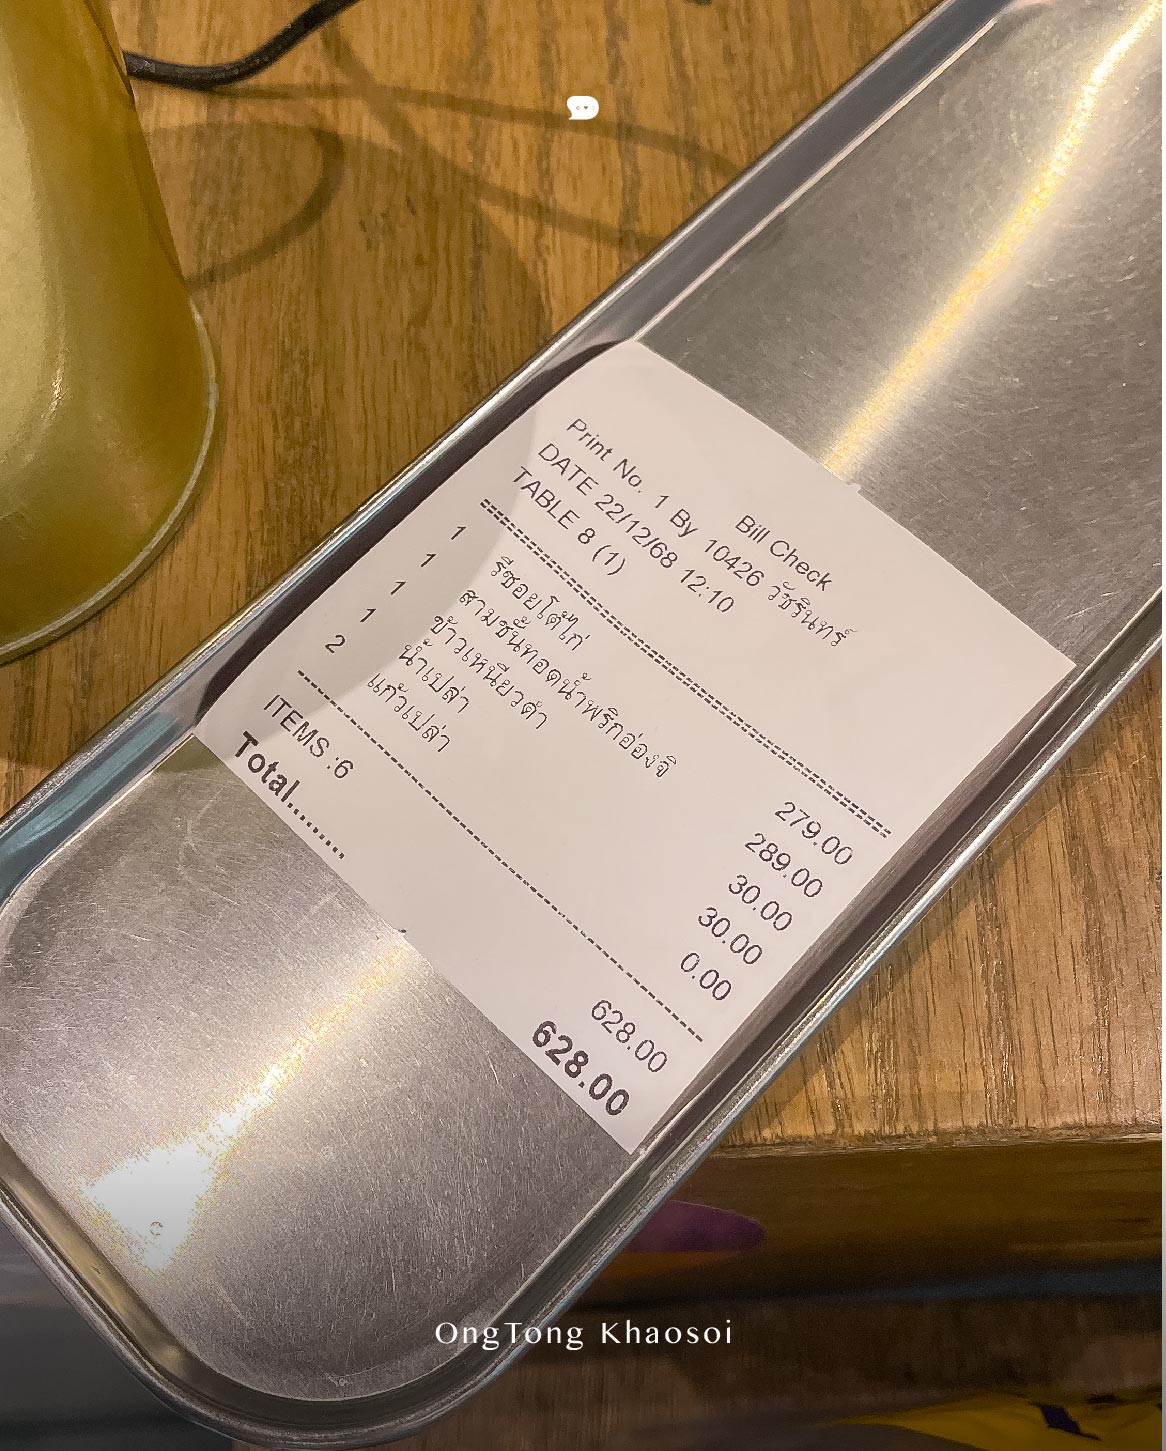 Bill Check
Print No. 1 By 10426 วัชรินทร์
DATE 22/12/68 12:10
TABLE 8 (1)
1 รีซอยโต้ไก่ 279.00
1 สามชั้นทอดน้ำพริกอ่องจิ 289.00
1 ข้าวเหนียวดำ 30.00
1 น้ำเปล่า 30.00
2 แก้วเปล่า 0.00
ITEMS :6 628.00
Total......... 628.00
OngTong Khaosoi